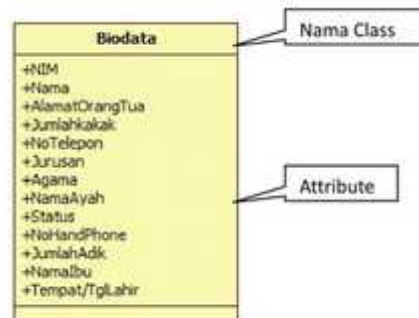 Biodata
Nama Class
+NIM
+Nama
+AlamatOrangTua
+Jumlahkakak
+NoTelepon
+Jurusan
+Agama
+NamaAyah
+Status
+NoHandPhone
+JumlahAdik
+NamaIbu
+Tempat/TglLahir
Attribute